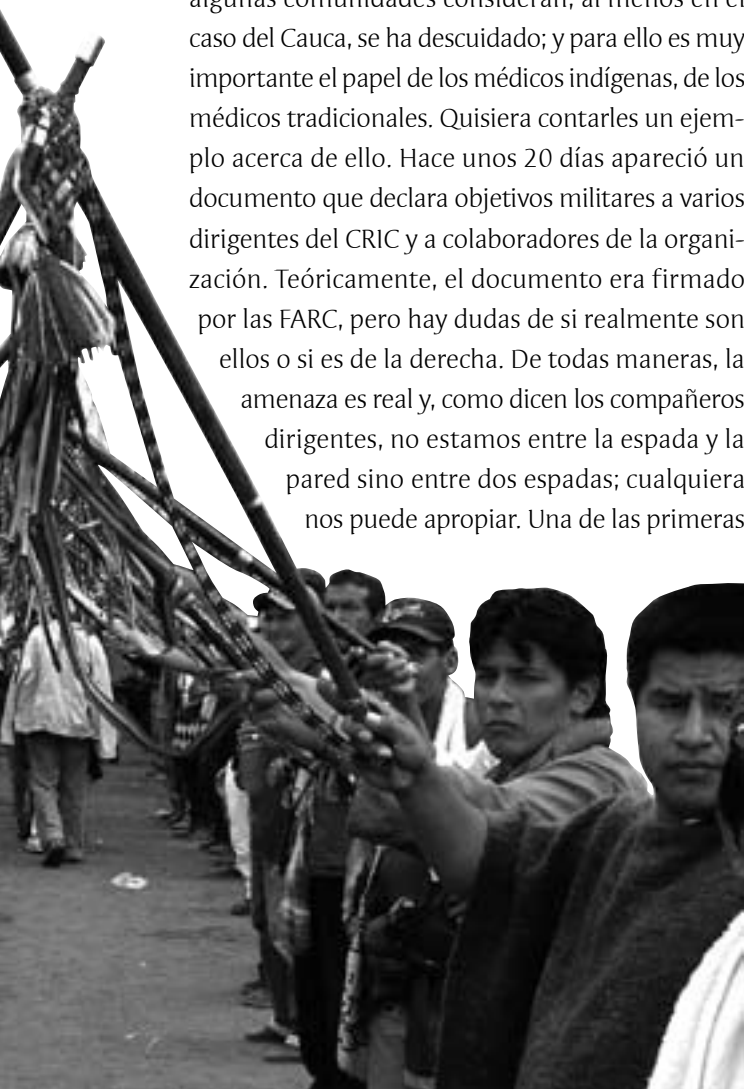 algunas comunidades consideran, al menos en el
caso del Cauca, se ha descuidado; y para ello es muy
importante el papel de los médicos indígenas, de los
médicos tradicionales. Quisiera contarles un ejem-
plo acerca de ello. Hace unos 20 días apareció un
documento que declara objetivos militares a varios
dirigentes del CRIC y a colaboradores de la organi-
zación. Teóricamente, el documento era firmado
por las FARC, pero hay dudas de si realmente son
ellos o si es de la derecha. De todas maneras, la
amenaza es real y, como dicen los compañeros
dirigentes, no estamos entre la espada y la
pared sino entre dos espadas; cualquiera
nos puede apropiar. Una de las primeras